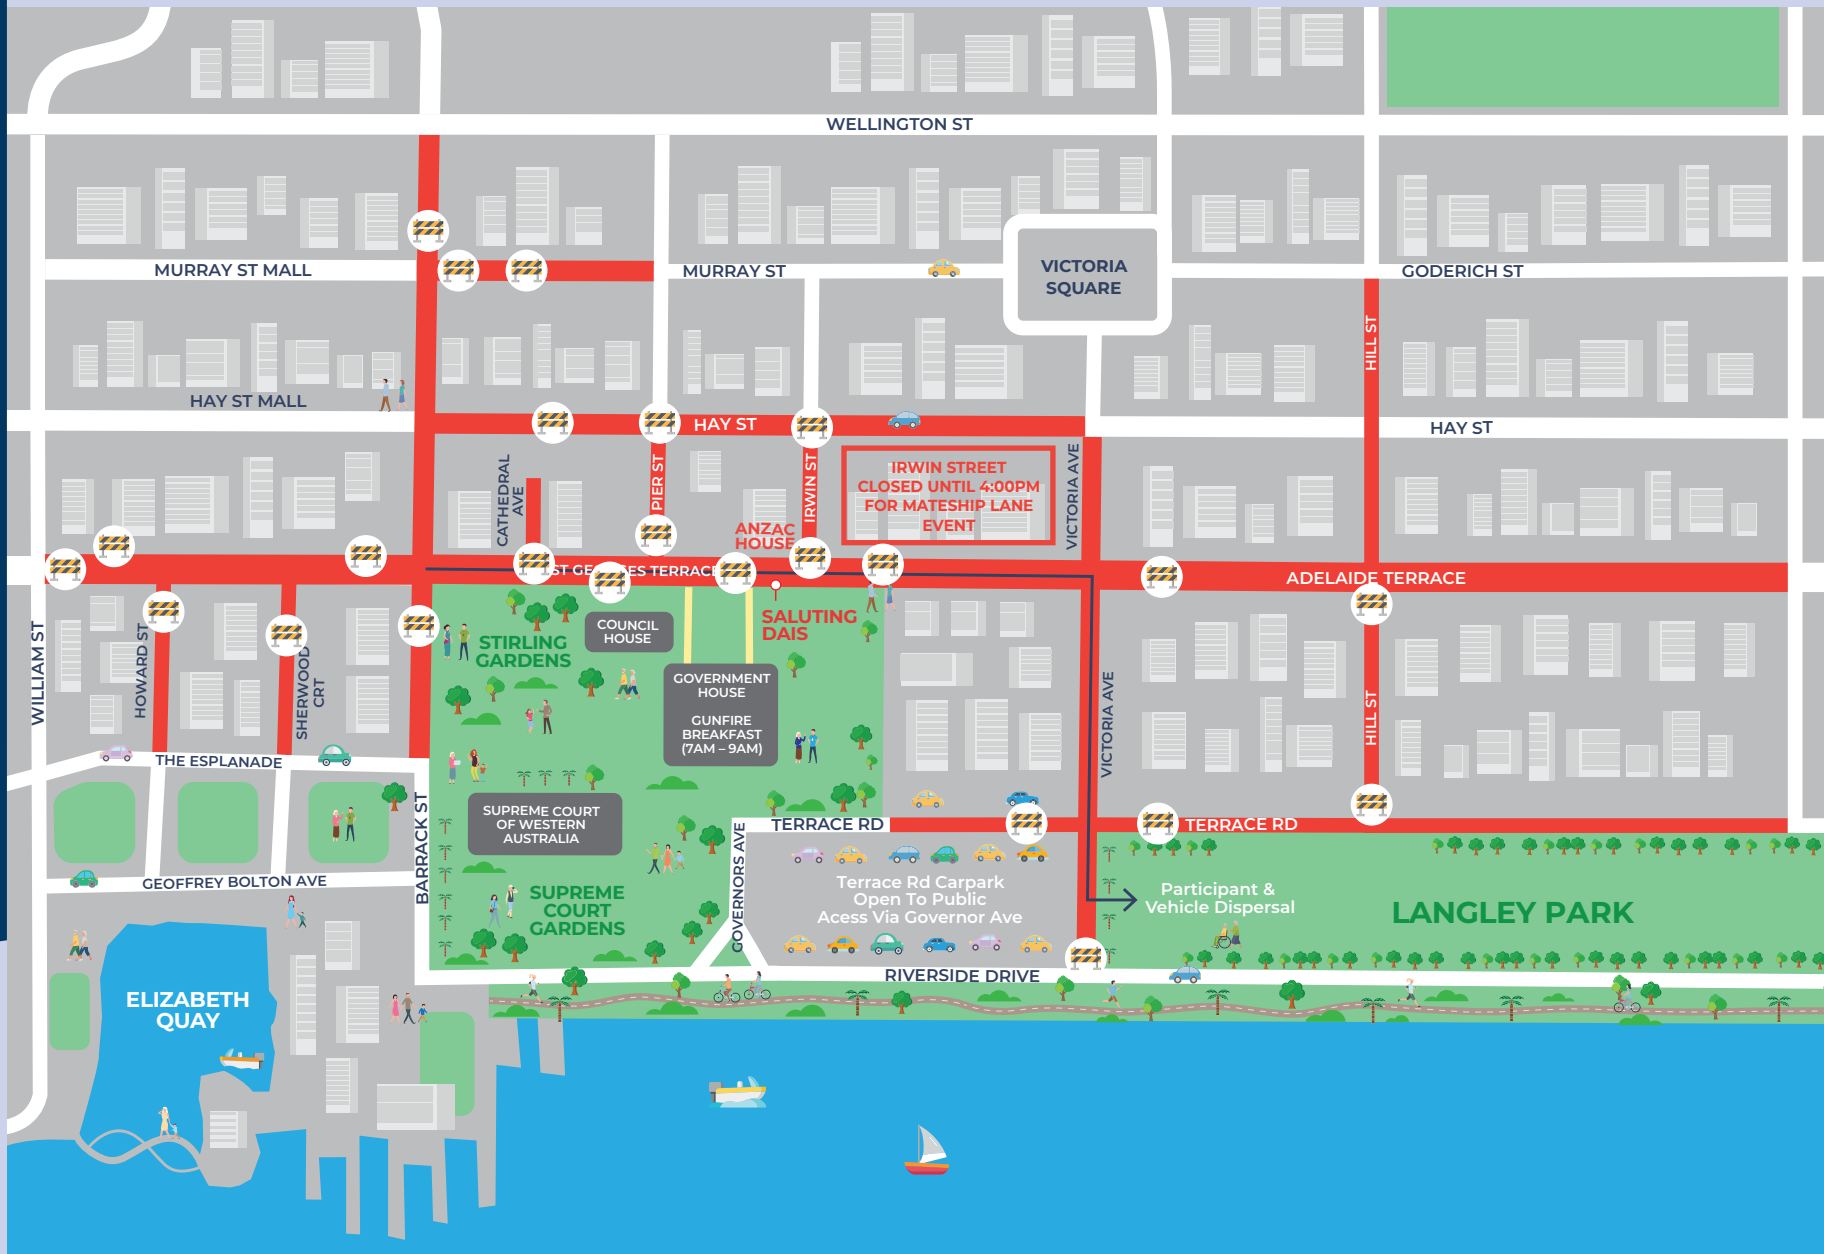 WELLINGTON ST
MURRAY ST MALL
MURRAY ST
VICTORIA
SQUARE
GODERICH ST
HILL ST
HAY ST MALL
HAY ST
HAY ST
CATHEDRAL
AVE
PIER ST
IRWIN ST
IRWIN STREET
CLOSED UNTIL 4:00PM
FOR MATESHIP LANE
EVENT
VICTORIA AVE
ANZAC
HOUSE
ST GEORGES TERRACE
ADELAIDE TERRACE
WILLIAM ST
HOWARD ST
SHERWOOD
CRT
STIRLING
GARDENS
COUNCIL
HOUSE
SALUTING
DAIS
GOVERNMENT
HOUSE
GUNFIRE
BREAKFAST
(7AM – 9AM)
VICTORIA AVE
HILL ST
THE ESPLANADE
BARRACK ST
SUPREME COURT
OF WESTERN
AUSTRALIA
TERRACE RD
TERRACE RD
GOVERNORS AVE
GEOFFREY BOLTON AVE
Terrace Rd Carpark
Open To Public
Acess Via Governor Ave
Participant &
Vehicle Dispersal
LANGLEY PARK
SUPREME
COURT
GARDENS
RIVERSIDE DRIVE
ELIZABETH
QUAY